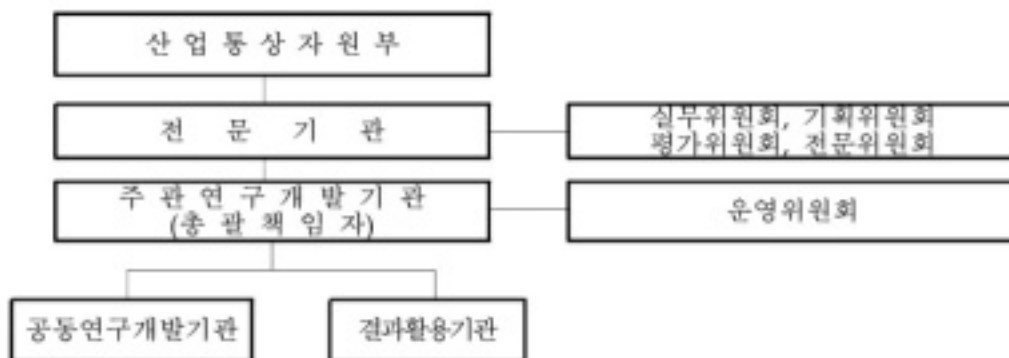 산 업 통 상 자 원 부
전 문 기 관
실무위원회, 기획위원회
평가위원회, 전문위원회
주 관 연 구 개 발 기 관
(총 괄 책 임 자)
운영위원회
공동연구개발기관
결과활용기관